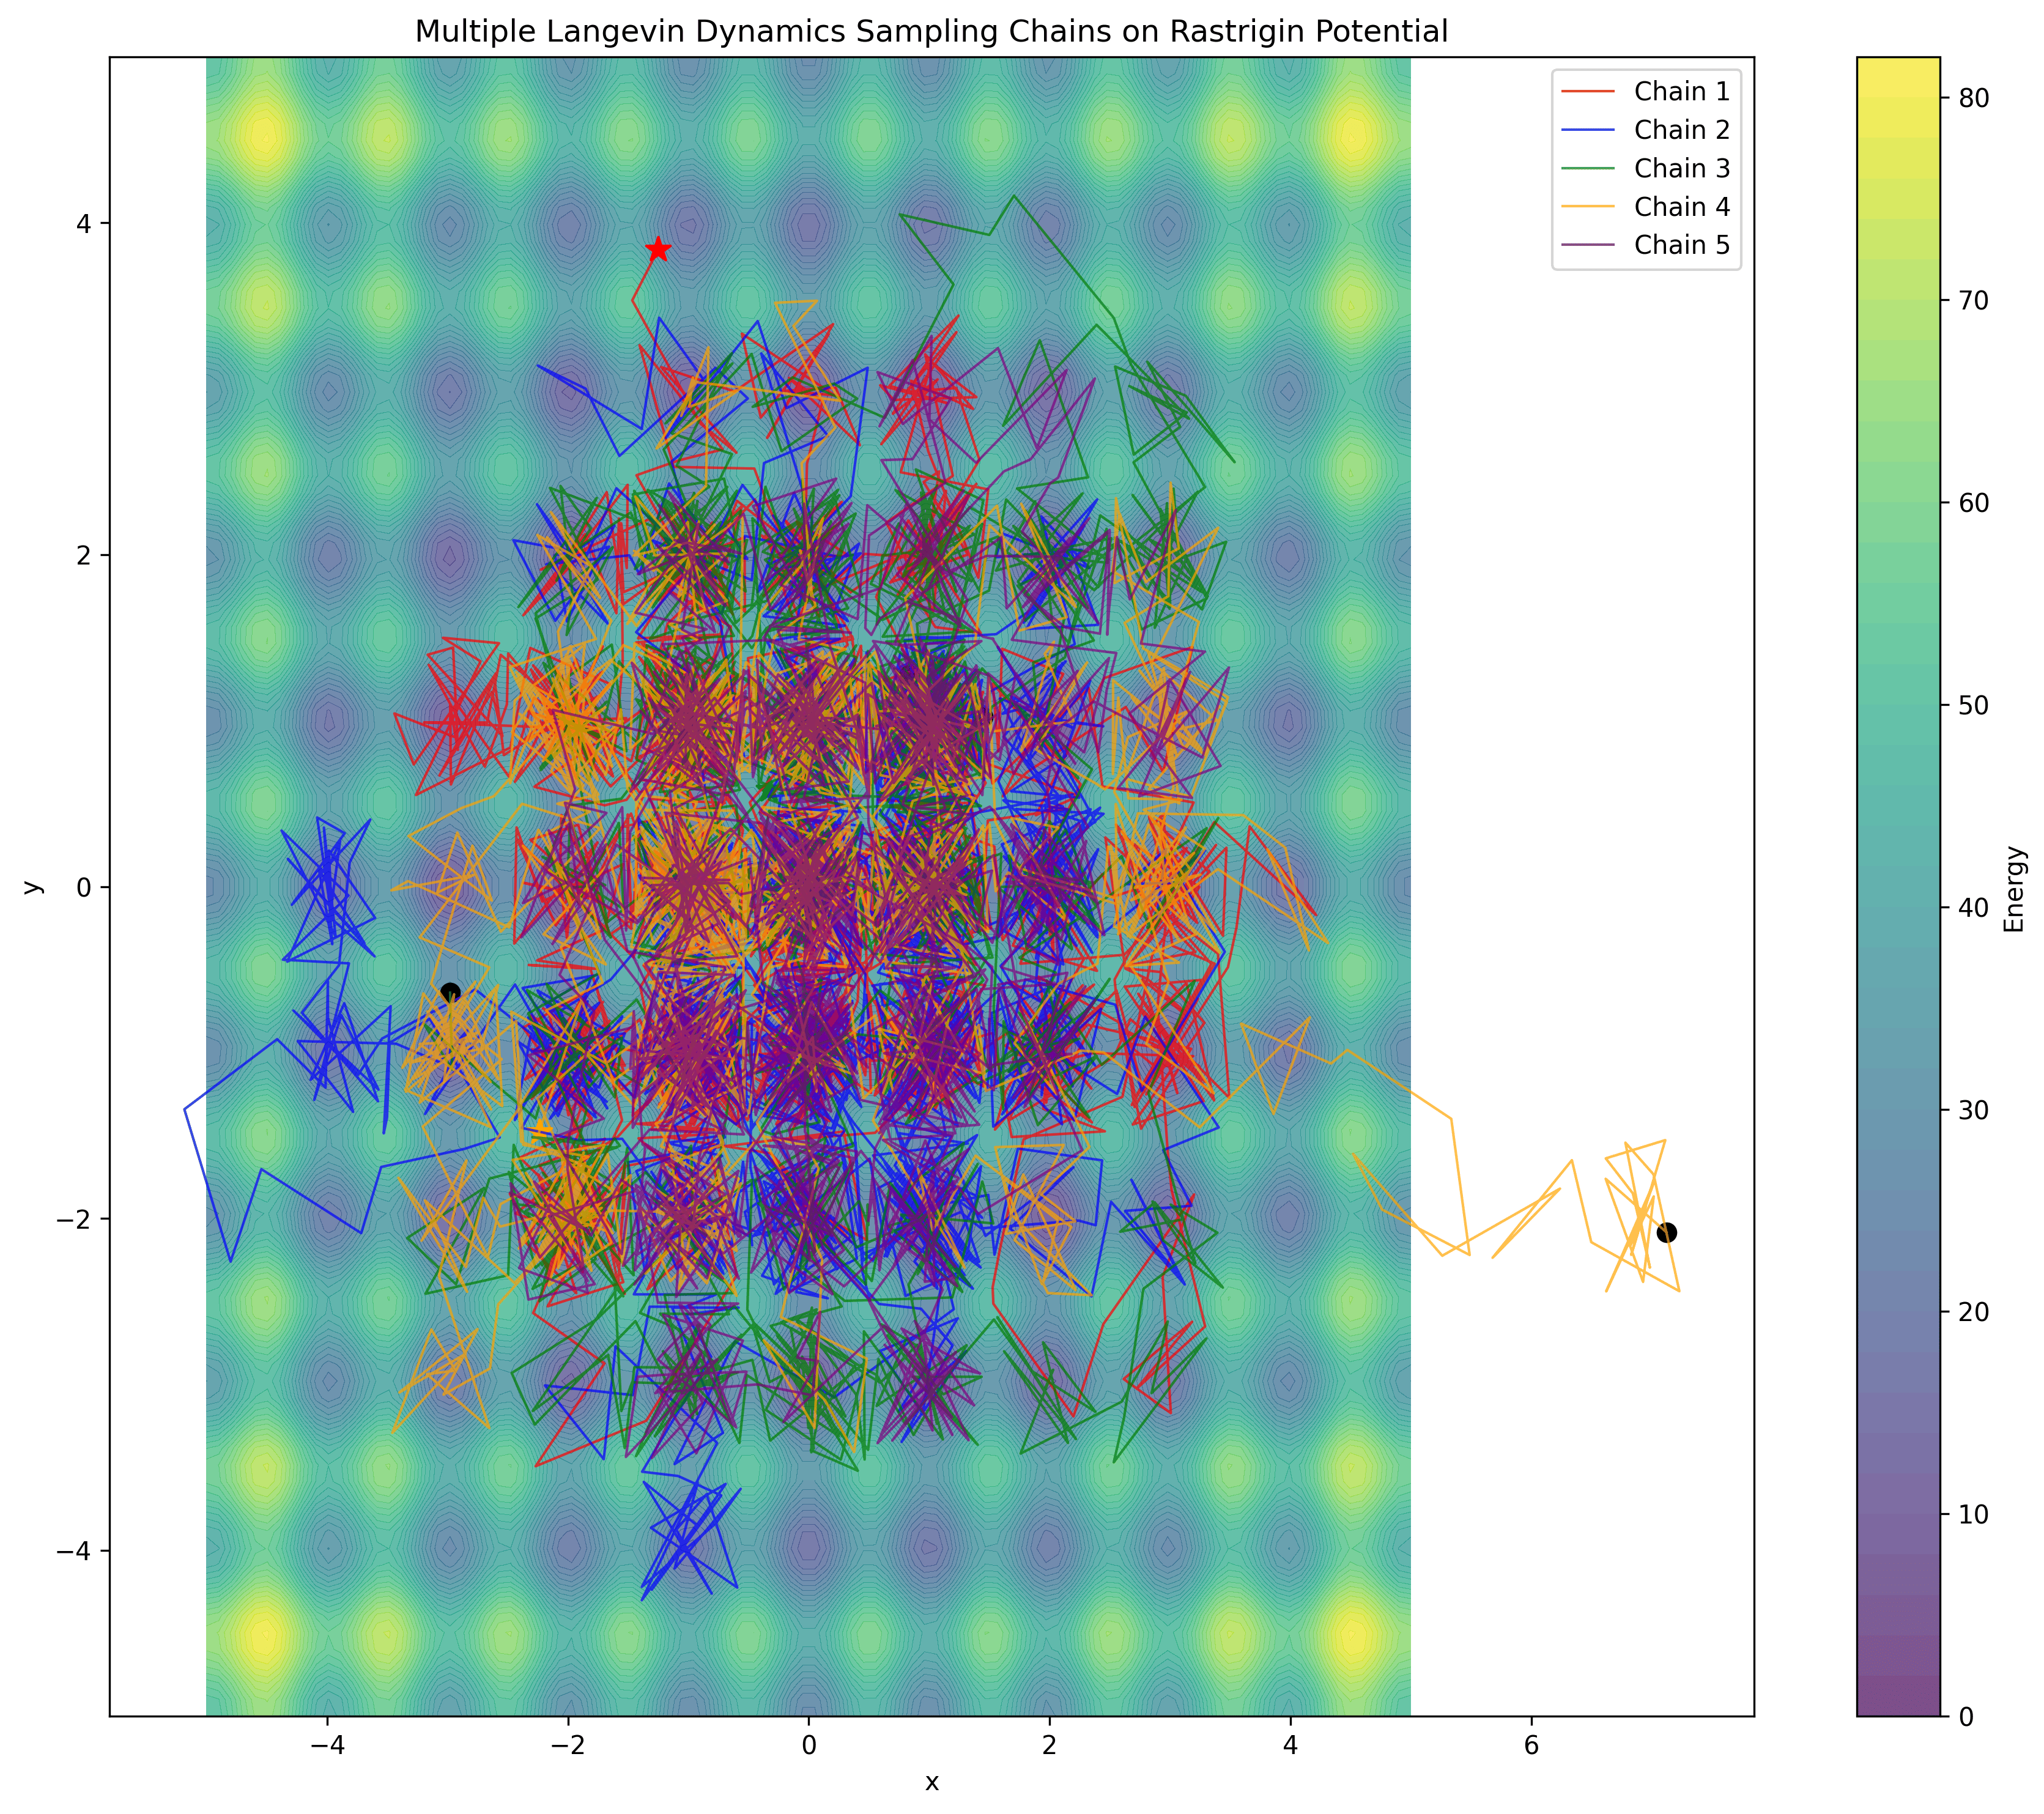 Multiple Langevin Dynamics Sampling Chains on Rastrigin Potential
Chain 1
Chain 2
Chain 3
Chain 4
Chain 5
4
2
0
−2
−4
y
−4
−2
0
2
4
6
x
80
70
60
50
40
30
20
10
0
Energy